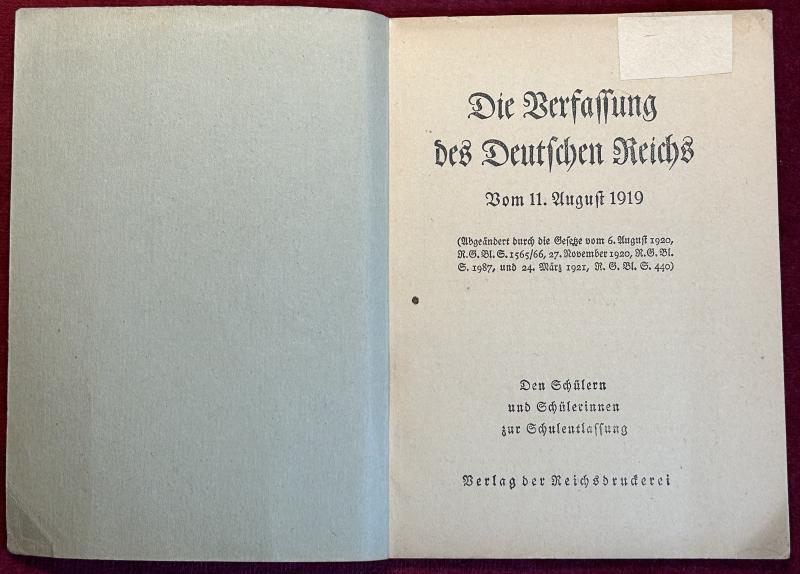 Die Verfaſſung
des Deutſchen Reichs
Vom 11. Auguſt 1919
(Abgeändert durch die Geſetze vom 6. Auguſt 1920,
R.G.Bl. S. 1565/66, 27. November 1920, R.G.Bl.
S. 1987, und 24. März 1921, R. G. Bl. S. 440)
Den Schülern
und Schülerinnen
zur Schulentlaſſung
Verlag der Reichsdruckerei